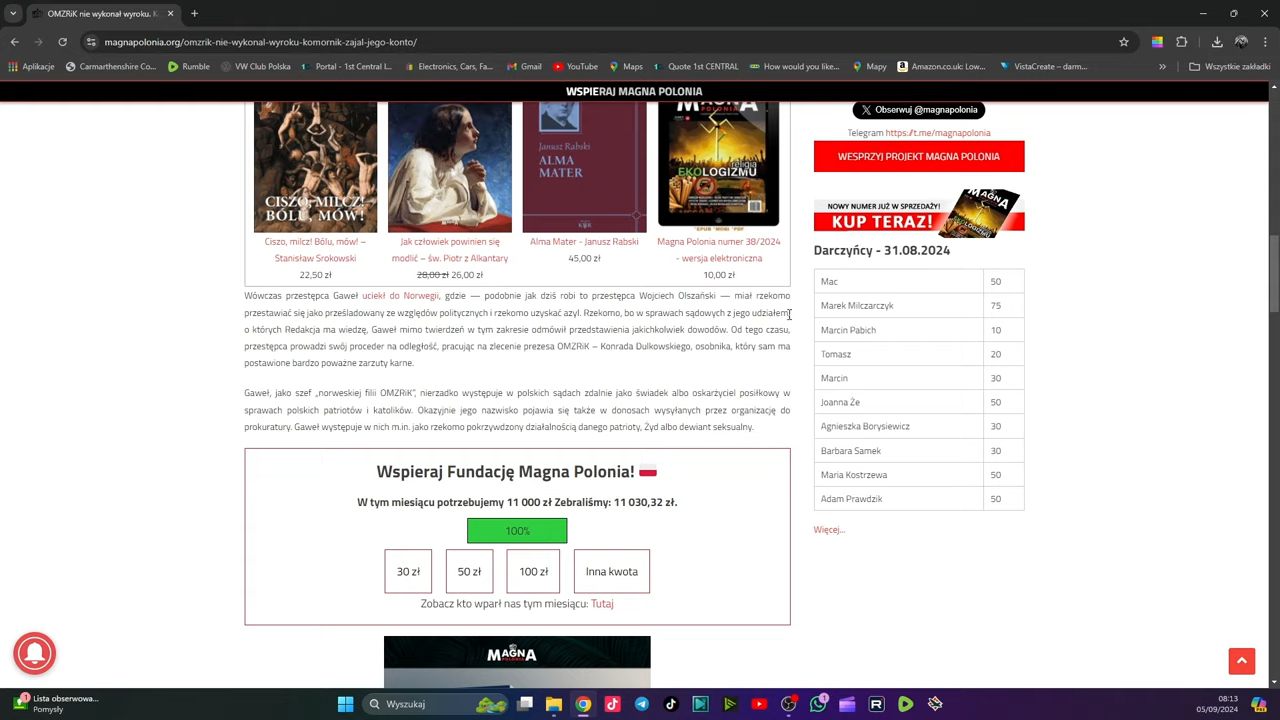 OMZRiK nie wykonał wyroku. K
magnapolonia.org/omzrik-nie-wykonal-wyroku-komornik-zajal-jego-konto/
Aplikacje
Carmarthenshire Co...
Rumble
VW Club Polska
Portal - 1st Central I...
Electronics, Cars, Fa...
Gmail
YouTube
Maps
Quote 1st CENTRAL
How would you like...
Mapy
Amazon.co.uk: Low...
VistaCreate – darm...
Wszystkie zakładki
WSPIERAJ MAGNA POLONIA
CISZO, MILCZ!
BÓLU, MÓW!
Janusz Rabski
ALMA
MATER
MAGNA
religia
EKOLOGIZMU
*EPUB *MOBI *PDF
Ciszo, milcz! Bólu, mów! –
Stanisław Srokowski
22,50 zł
Jak człowiek powinien się
modlić – św. Piotr z Alkantary
28,00 zł 26,00 zł
Alma Mater - Janusz Rabski
45,00 zł
Magna Polonia numer 38/2024
- wersja elektroniczna
10,00 zł
Wówczas przestępca Gaweł uciekł do Norwegii, gdzie — podobnie jak dziś robi to przestępca Wojciech Olszański — miał rzekomo
przestawiać się jako prześladowany ze względów politycznych i rzekomo uzyskać azyl. Rzekomo, bo w sprawach sądowych z jego udziałem,
o których Redakcja ma wiedzę, Gaweł mimo twierdzeń w tym zakresie odmówił przedstawienia jakichkolwiek dowodów. Od tego czasu,
przestępca prowadzi swój proceder na odległość, pracując na zlecenie prezesa OMZRiK – Konrada Dulkowskiego, osobnika, który sam ma
postawione bardzo poważne zarzuty karne.
Gaweł, jako szef „norweskiej filii OMZRiK”, nierzadko występuje w polskich sądach zdalnie jako świadek albo oskarżyciel posiłkowy w
sprawach polskich patriotów i katolików. Okazyjnie jego nazwisko pojawia się także w donosach wysyłanych przez organizację do
prokuratury. Gaweł występuje w nich m.in. jako rzekomo pokrzywdzony działalnością danego patrioty, Żyd albo dewiant seksualny.
Wspieraj Fundację Magna Polonia!
W tym miesiącu potrzebujemy 11 000 zł Zebraliśmy: 11 030,32 zł.
100%
30 zł
50 zł
100 zł
Inna kwota
Zobacz kto wparł nas tym miesiącu: Tutaj
MAGNA
POLONIA
Obserwuj @magnapolonia
Telegram https://t.me/magnapolonia
WESPRZYJ PROJEKT MAGNA POLONIA
NOWY NUMER JUŻ W SPRZEDAŻY!
KUP TERAZ!
Darczyńcy - 31.08.2024
Mac 50
Marek Milczarczyk 75
Marcin Pabich 10
Tomasz 20
Marcin 30
Joanna Że 50
Agnieszka Borysiewicz 30
Barbara Samek 30
Maria Kostrzewa 50
Adam Prawdzik 50
Więcej...
Lista obserwowa...
Pomysły
Wyszukaj
08:13
05/09/2024